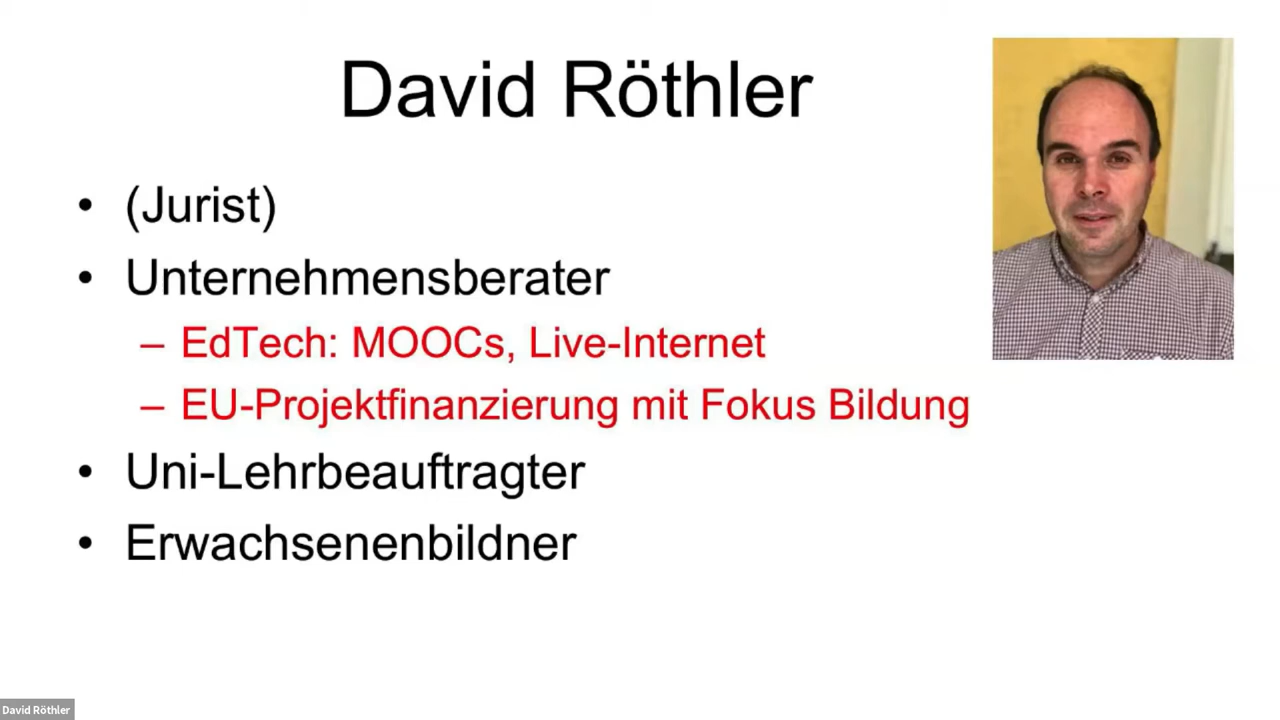 David Röthler
• (Jurist)
• Unternehmensberater
– EdTech: MOOCs, Live-Internet
– EU-Projektfinanzierung mit Fokus Bildung
• Uni-Lehrbeauftragter
• Erwachsenenbildner
David Röthler